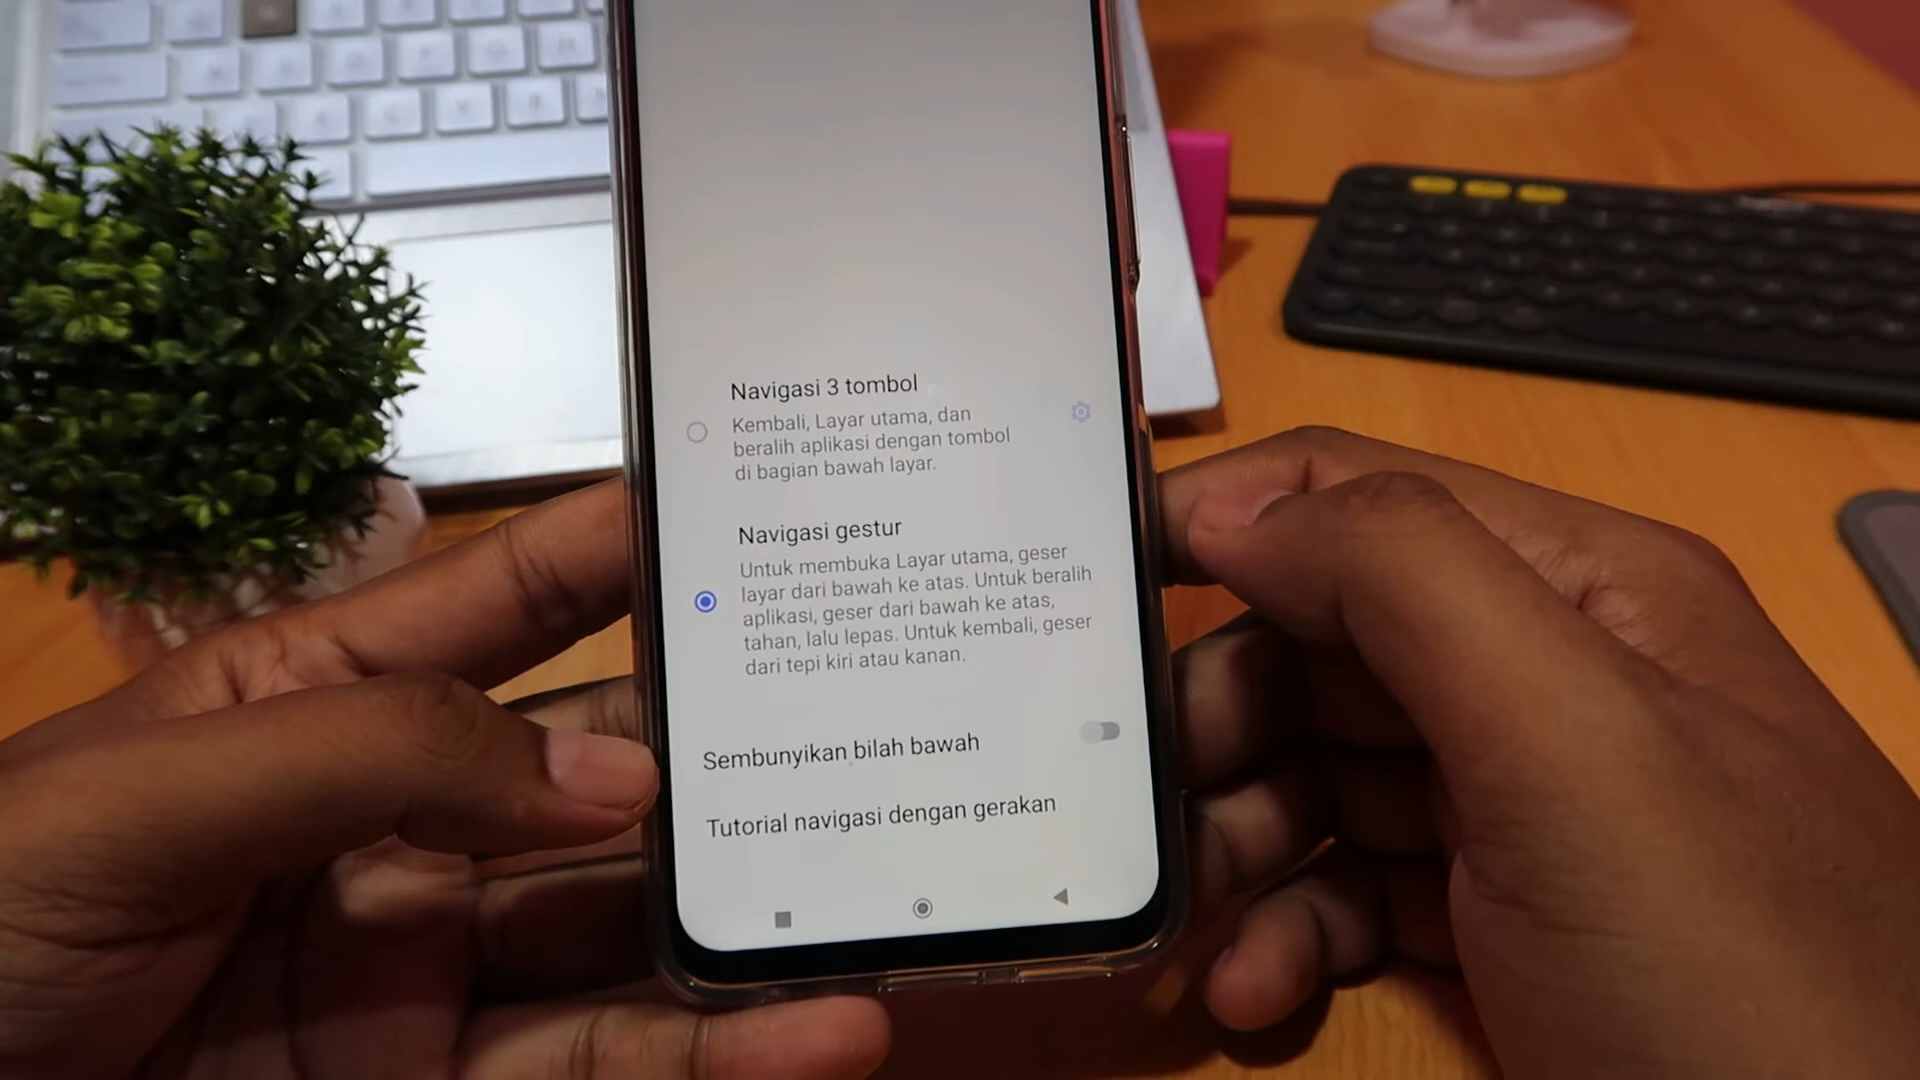 Navigasi 3 tombol
Kembali, Layar utama, dan
beralih aplikasi dengan tombol
di bagian bawah layar.
Navigasi gestur
Untuk membuka Layar utama, geser
layar dari bawah ke atas. Untuk beralih
aplikasi, geser dari bawah ke atas,
tahan, lalu lepas. Untuk kembali, geser
dari tepi kiri atau kanan.
Sembunyikan bilah bawah
Tutorial navigasi dengan gerakan